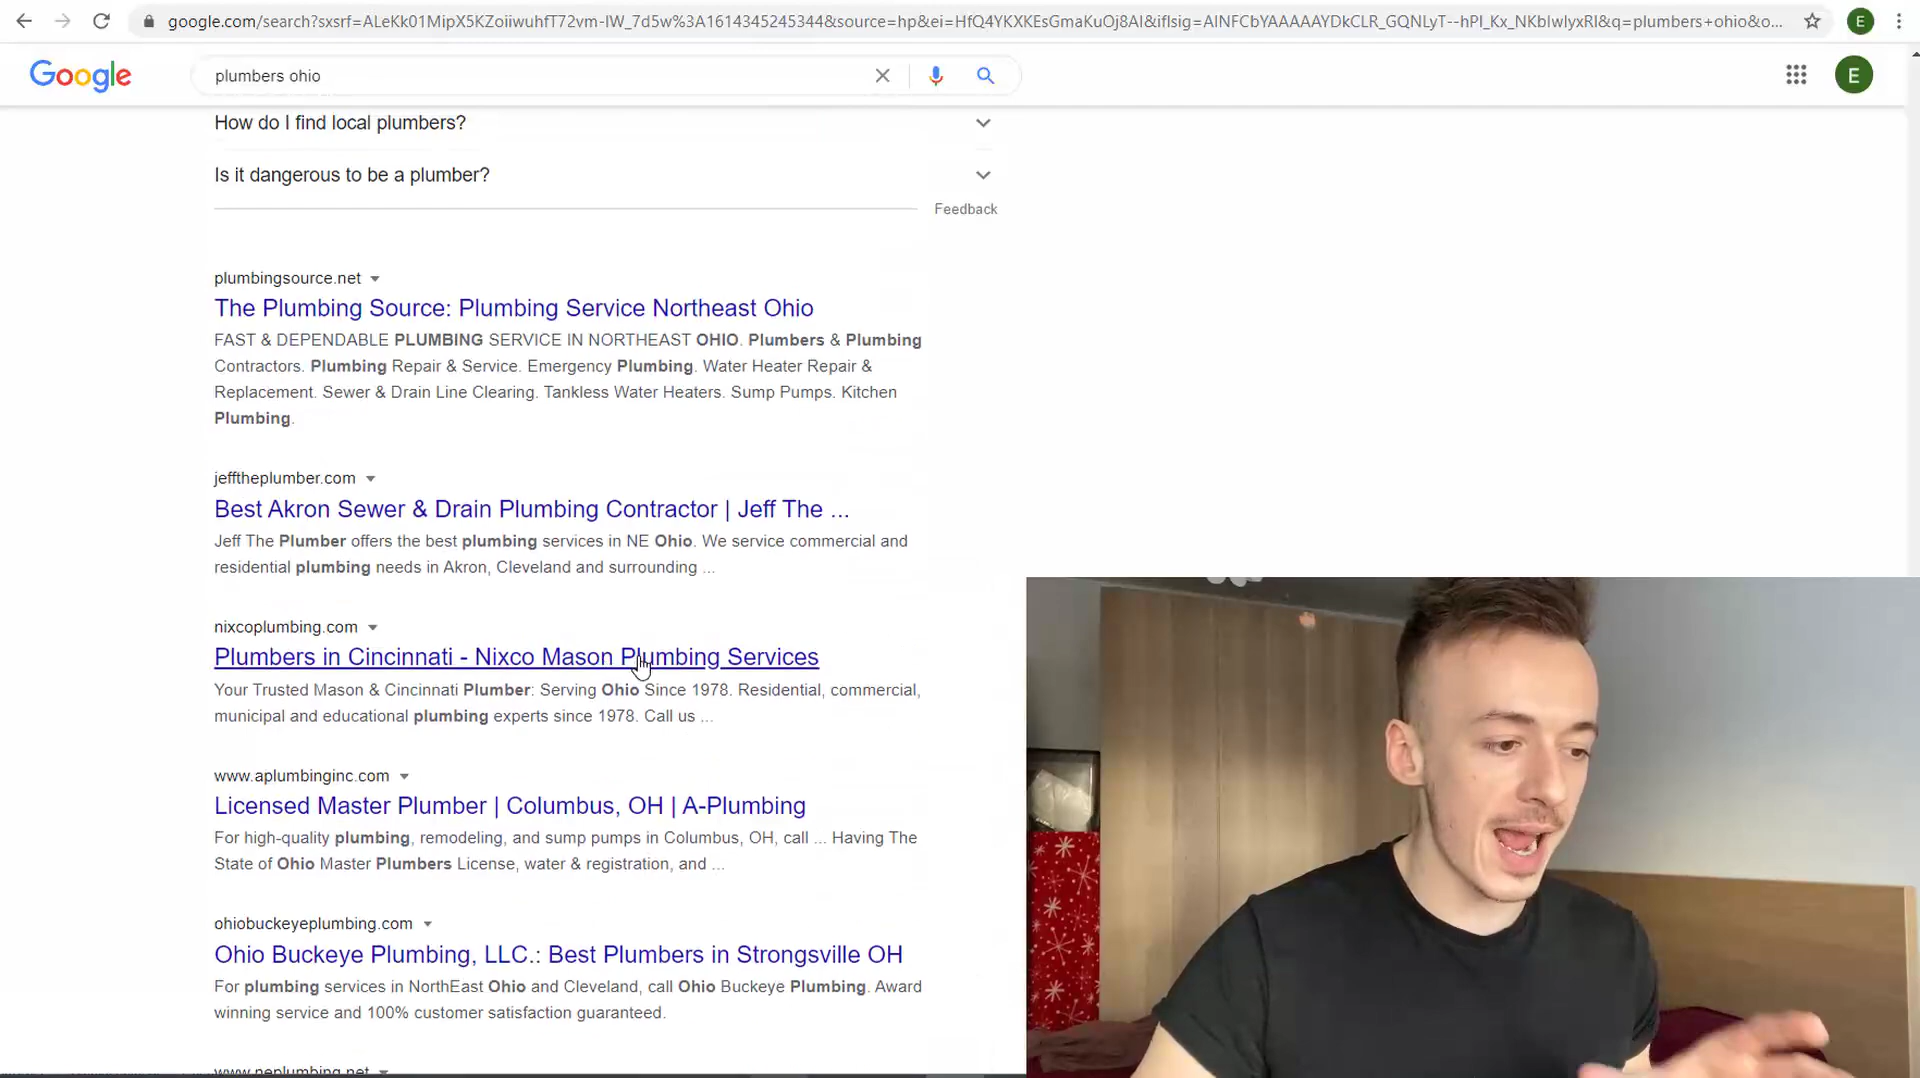 google.com/search?sxsrf=ALeKk01MipX5KZoiiwuhfT72vm-IW_7d5w%3A1614345245344&source=hp&ei=HfQ4YKXKEsGmaKuOj8AI&iflsig=AINFCbYAAAAAYDkCLR_GQNLyT--hPl_Kx_NKbIwlyxRl&q=plumbers+ohio&o...
E
Google
plumbers ohio
E
How do I find local plumbers?
Is it dangerous to be a plumber?
Feedback
plumbingsource.net
The Plumbing Source: Plumbing Service Northeast Ohio
FAST & DEPENDABLE PLUMBING SERVICE IN NORTHEAST OHIO. Plumbers & Plumbing
Contractors. Plumbing Repair & Service. Emergency Plumbing. Water Heater Repair &
Replacement. Sewer & Drain Line Clearing. Tankless Water Heaters. Sump Pumps. Kitchen
Plumbing.
jefftheplumber.com
Best Akron Sewer & Drain Plumbing Contractor | Jeff The ...
Jeff The Plumber offers the best plumbing services in NE Ohio. We service commercial and
residential plumbing needs in Akron, Cleveland and surrounding ...
nixcoplumbing.com
Plumbers in Cincinnati - Nixco Mason Plumbing Services
Your Trusted Mason & Cincinnati Plumber: Serving Ohio Since 1978. Residential, commercial,
municipal and educational plumbing experts since 1978. Call us ...
www.aplumbinginc.com
Licensed Master Plumber | Columbus, OH | A-Plumbing
For high-quality plumbing, remodeling, and sump pumps in Columbus, OH, call ... Having The
State of Ohio Master Plumbers License, water & registration, and ...
ohiobuckeyeplumbing.com
Ohio Buckeye Plumbing, LLC.: Best Plumbers in Strongsville OH
For plumbing services in NorthEast Ohio and Cleveland, call Ohio Buckeye Plumbing. Award
winning service and 100% customer satisfaction guaranteed.
www.neplumbing.net